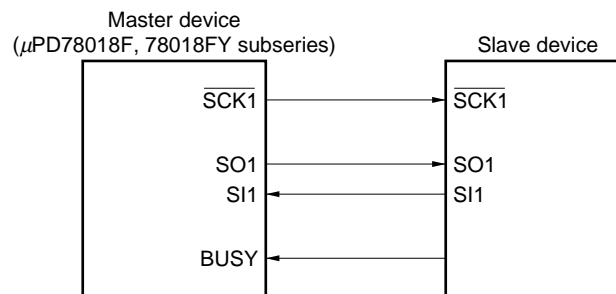 Master device
(μPD78018F, 78018FY subseries) Slave device
SCK1 SCK1
SO1 SO1
SI1 SI1
BUSY